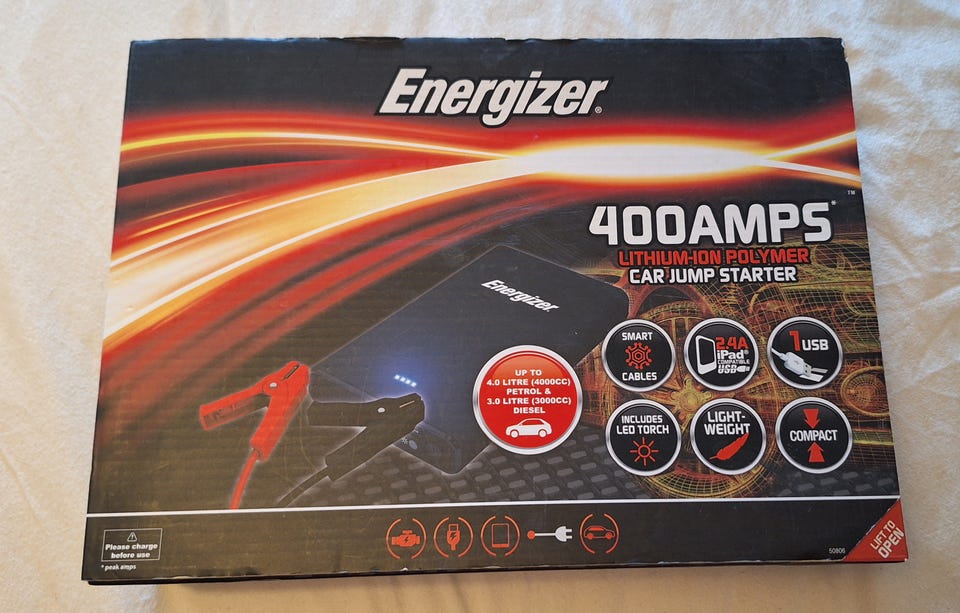 Energizer®
™
400AMPS*
LITHIUM-ION POLYMER
CAR JUMP STARTER
Energizer
SMART
CABLES
2.4A
iPad®
COMPATIBLE
USB
1 USB
UP TO
4.0 LITRE (4000CC)
PETROL &
3.0 LITRE (3000CC)
DIESEL
INCLUDES
LED TORCH
LIGHT-
WEIGHT
COMPACT
Please charge
before use
* peak amps
50806
LIFT TO
OPEN